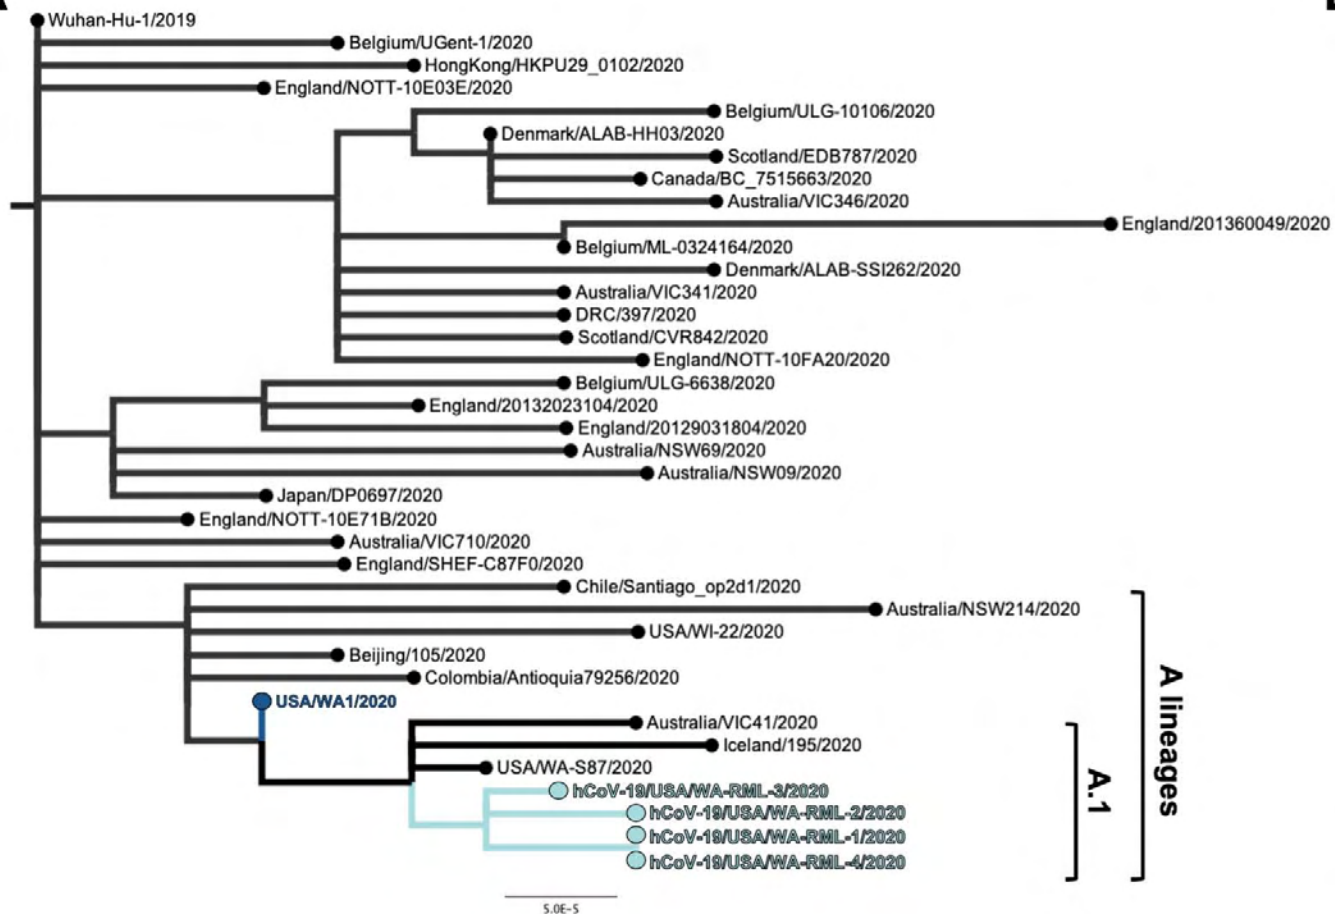 Wuhan-Hu-1/2019
Belgium/UGent-1/2020
HongKong/HKPU29_0102/2020
England/NOTT-10E03E/2020
Belgium/ULG-10106/2020
Denmark/ALAB-HH03/2020
Scotland/EDB787/2020
Canada/BC_7515663/2020
Australia/VIC346/2020
England/201360049/2020
Belgium/ML-0324164/2020
Denmark/ALAB-SSI262/2020
Australia/VIC341/2020
DRC/397/2020
Scotland/CVR842/2020
England/NOTT-10FA20/2020
Belgium/ULG-6638/2020
England/20132023104/2020
England/20129031804/2020
Australia/NSW69/2020
Australia/NSW09/2020
Japan/DP0697/2020
England/NOTT-10E71B/2020
Australia/VIC710/2020
England/SHEF-C87F0/2020
Chile/Santiago_op2d1/2020
Australia/NSW214/2020
USA/WI-22/2020
Beijing/105/2020
Colombia/Antioquia79256/2020
USA/WA1/2020
Australia/VIC41/2020
Iceland/195/2020
USA/WA-S87/2020
hCoV-19/USA/WA-RML-3/2020
hCoV-19/USA/WA-RML-2/2020
hCoV-19/USA/WA-RML-1/2020
hCoV-19/USA/WA-RML-4/2020
A.1
A lineages
5.0E-5